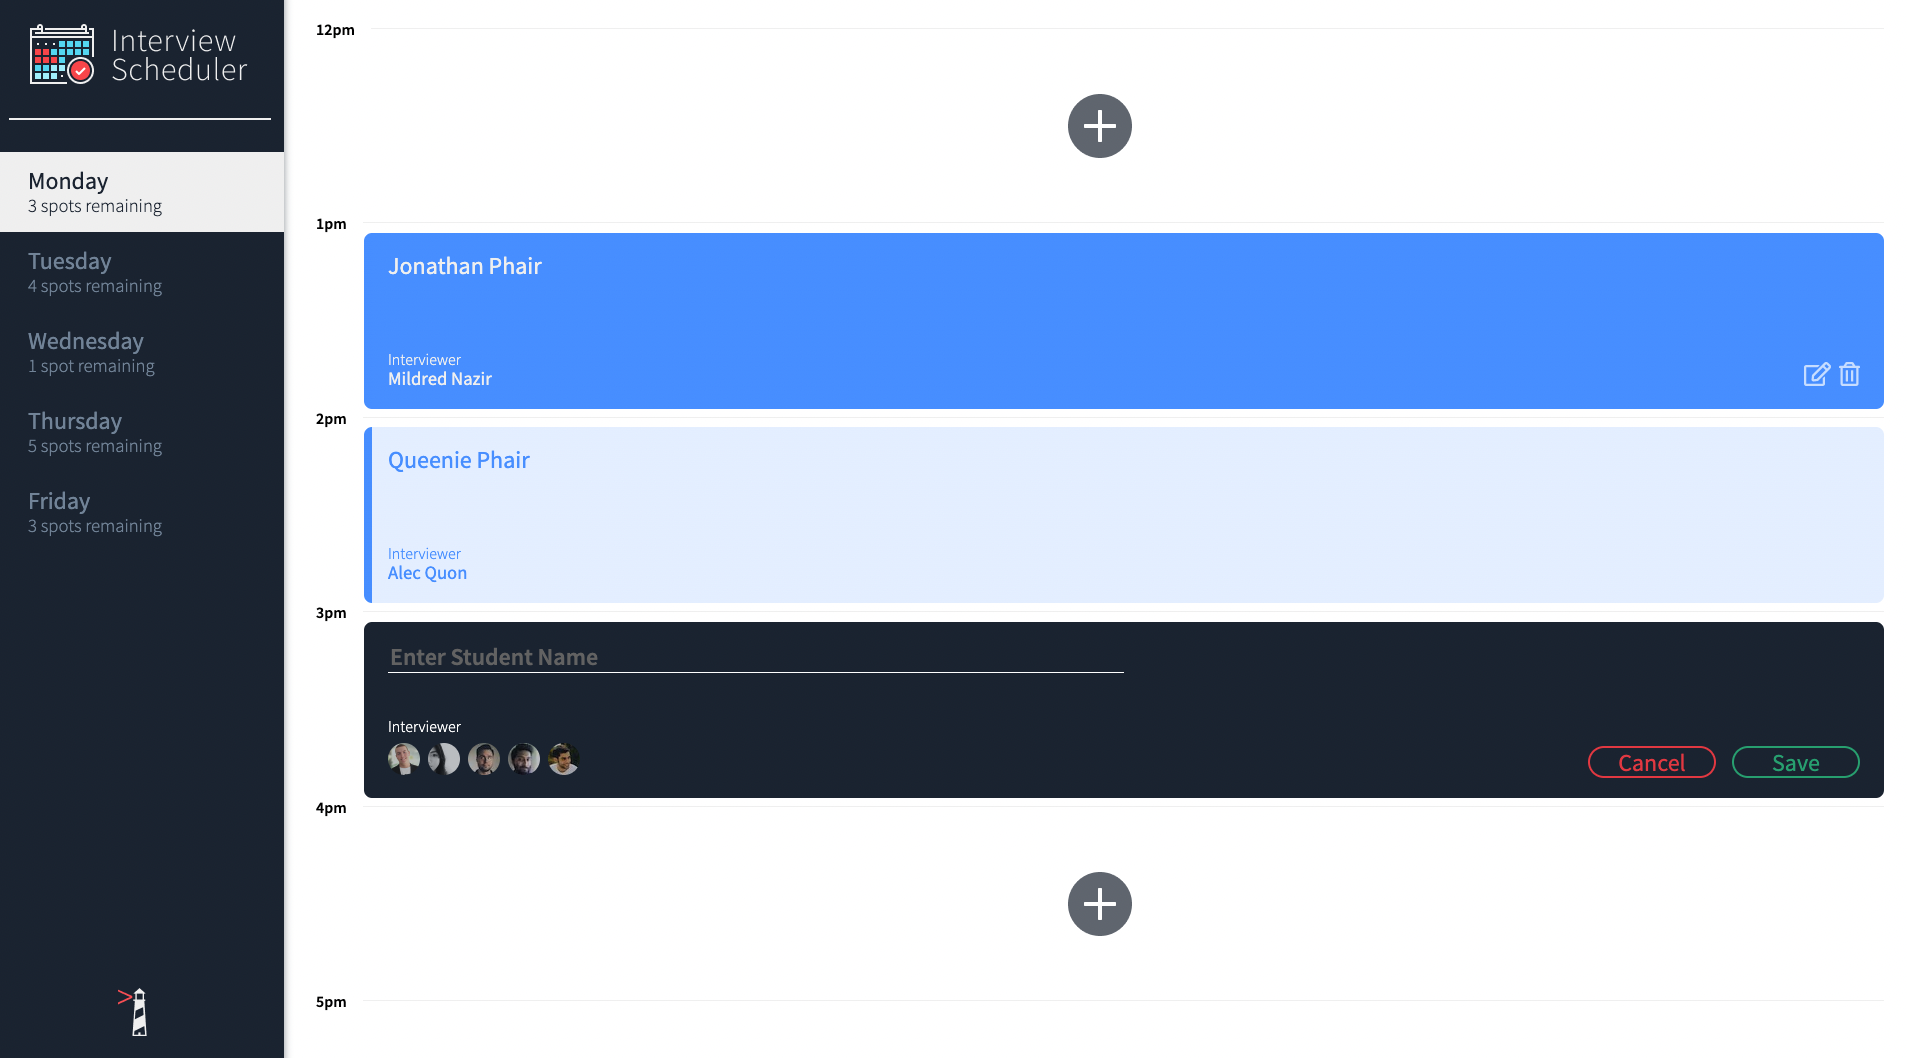 Interview
Scheduler
Monday
3 spots remaining
Tuesday
4 spots remaining
Wednesday
1 spot remaining
Thursday
5 spots remaining
Friday
3 spots remaining
12pm
1pm
Jonathan Phair
Interviewer
Mildred Nazir
2pm
Queenie Phair
Interviewer
Alec Quon
3pm
Enter Student Name
Interviewer
Cancel
Save
4pm
5pm